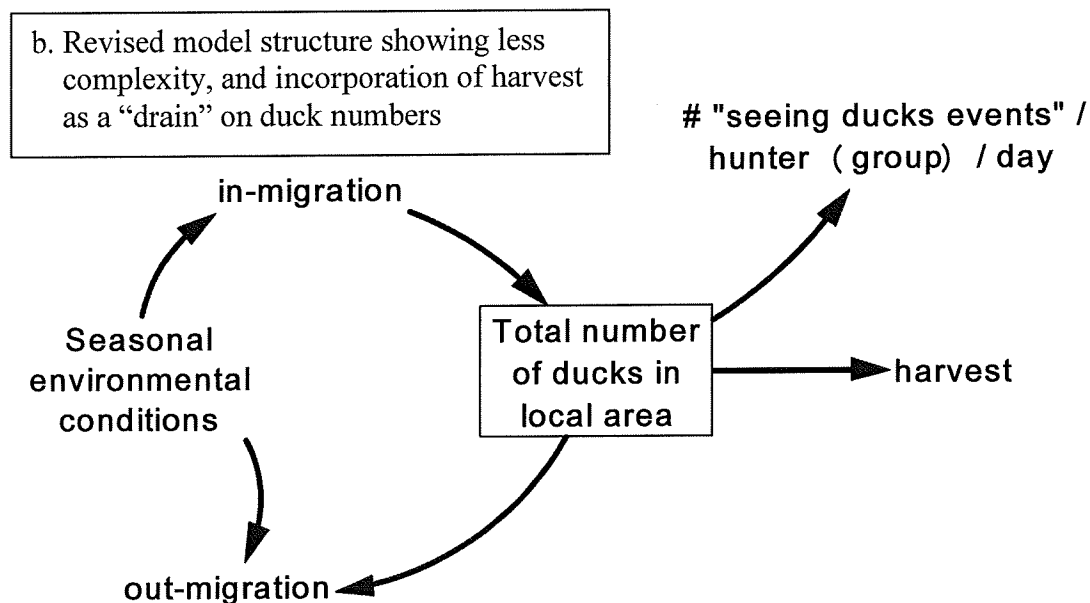 b. Revised model structure showing less
complexity, and incorporation of harvest
as a “drain” on duck numbers
# "seeing ducks events" /
hunter ( group) / day
in-migration
Seasonal
environmental
conditions
Total number
of ducks in
local area
harvest
out-migration